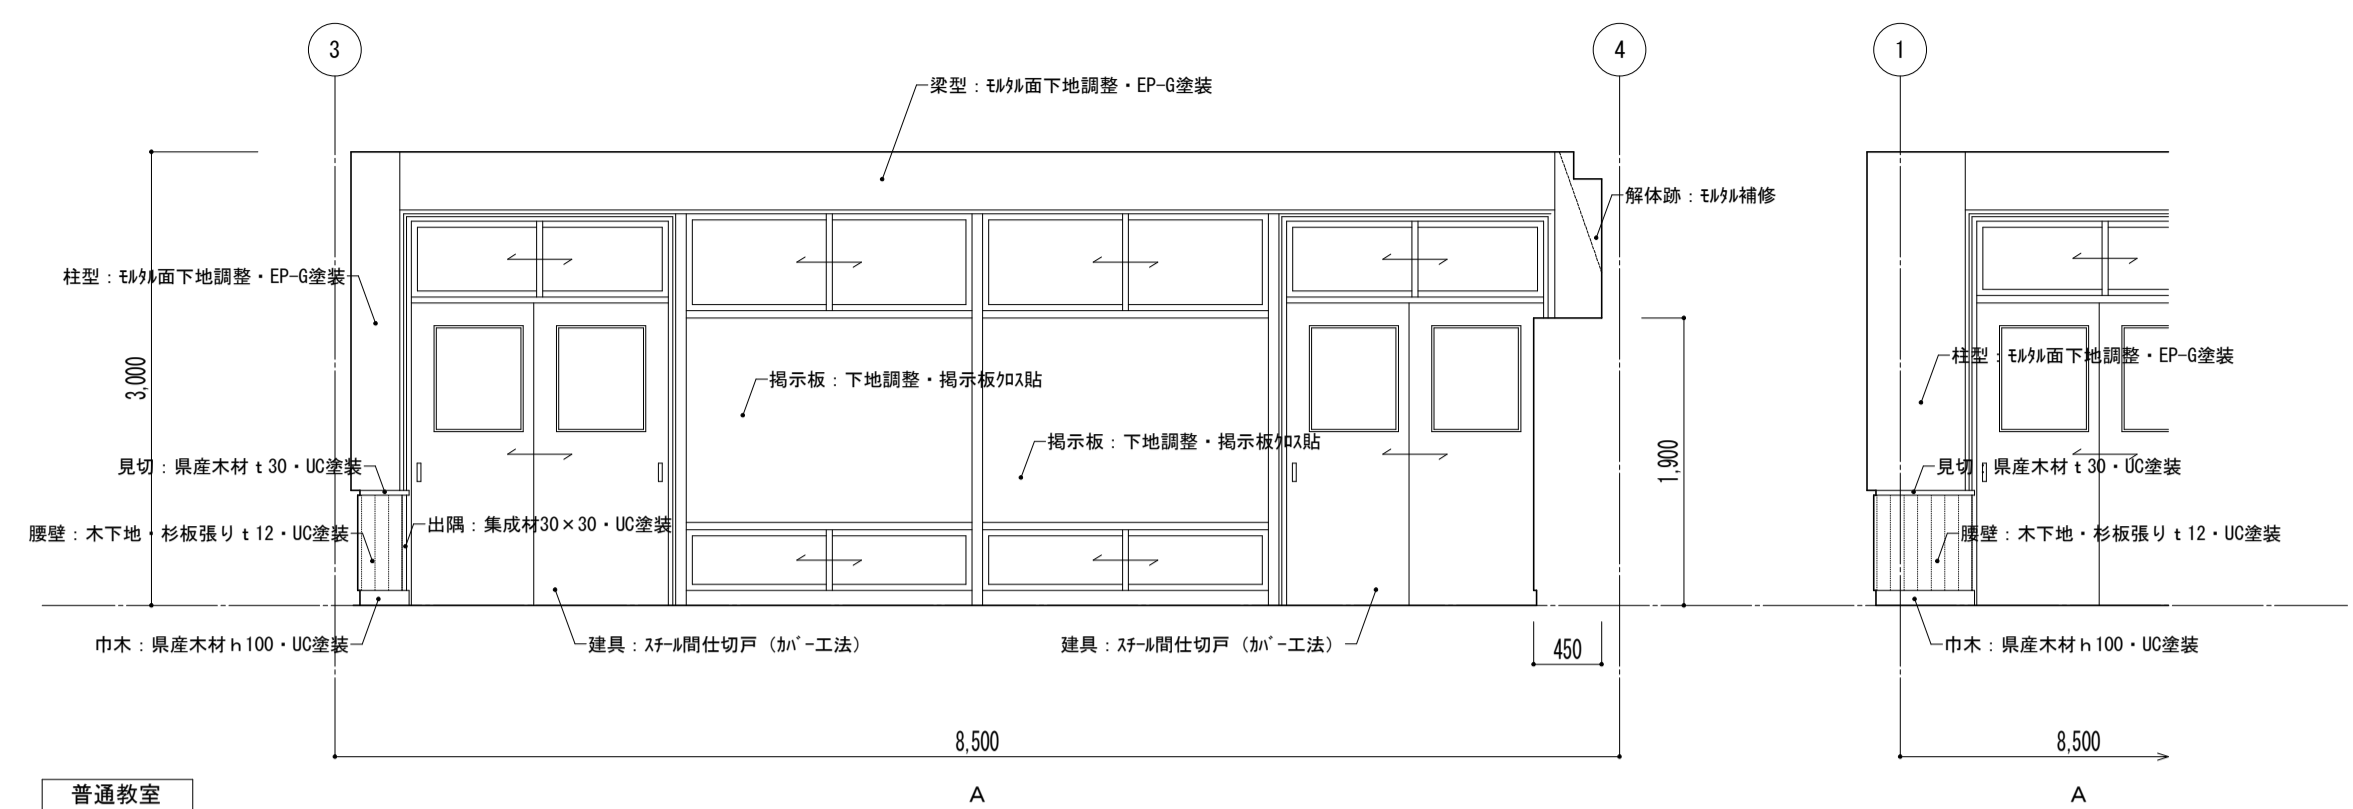 3
4
1
梁型：ﾓﾙﾀﾙ面下地調整・EP-G塗装
解体跡：ﾓﾙﾀﾙ補修
柱型：ﾓﾙﾀﾙ面下地調整・EP-G塗装
柱型：ﾓﾙﾀﾙ面下地調整・EP-G塗装
3,000
掲示板：下地調整・掲示板ｸﾛｽ貼
掲示板：下地調整・掲示板ｸﾛｽ貼
1,900
見切：県産木材ｔ30・UC塗装
見切：県産木材ｔ30・UC塗装
出隅：集成材30×30・UC塗装
腰壁：木下地・杉板張りｔ12・UC塗装
腰壁：木下地・杉板張りｔ12・UC塗装
巾木：県産木材ｈ100・UC塗装
建具：ｽﾁｰﾙ間仕切戸（ｶﾊﾞｰ工法）
建具：ｽﾁｰﾙ間仕切戸（ｶﾊﾞｰ工法）
450
巾木：県産木材ｈ100・UC塗装
8,500
8,500
普通教室
A
A